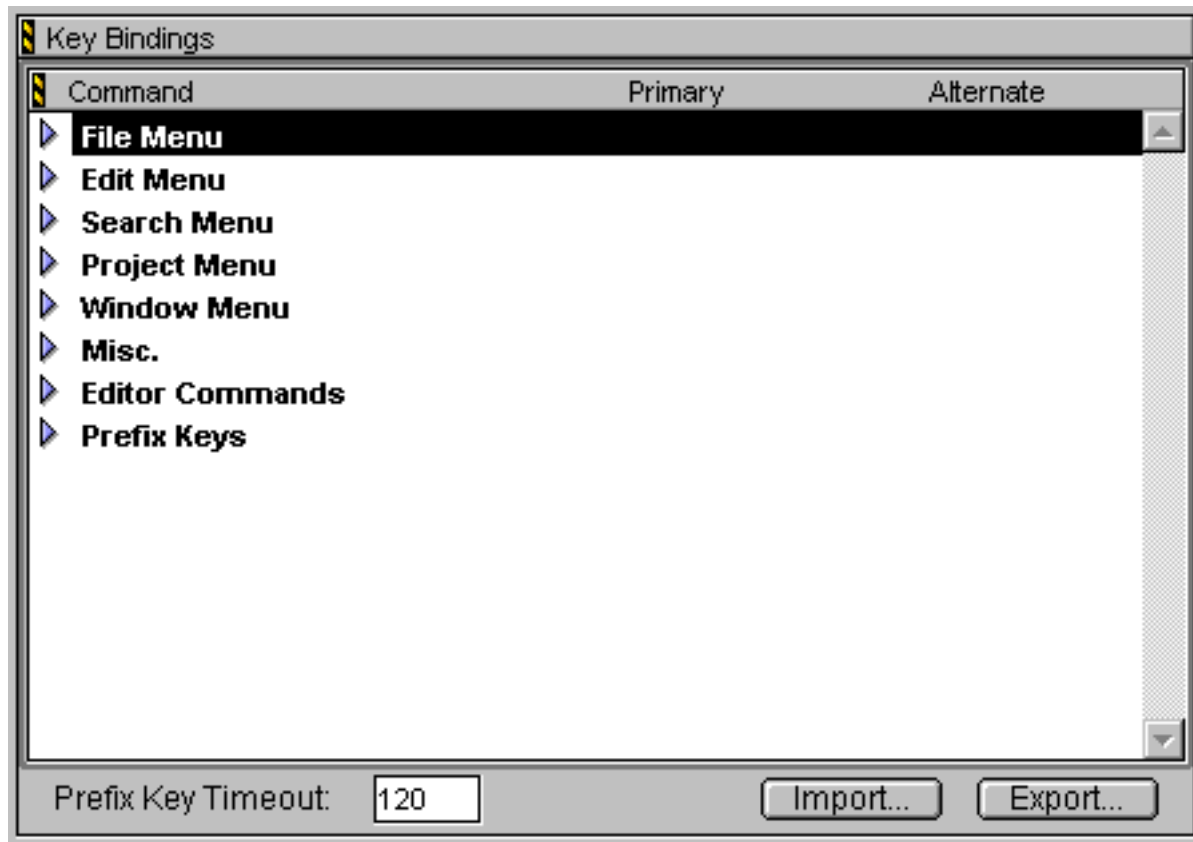 Key Bindings
Command Primary Alternate
File Menu
Edit Menu
Search Menu
Project Menu
Window Menu
Misc.
Editor Commands
Prefix Keys
Prefix Key Timeout: 120 Import... Export...